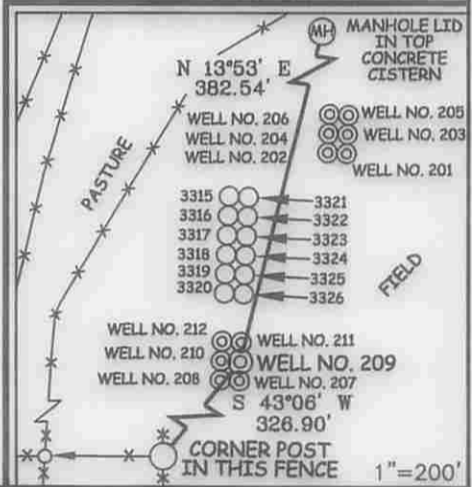 MH
MANHOLE LID
IN TOP
CONCRETE
CISTERN
N 13°53' E
382.54'
WELL NO. 206
WELL NO. 204
WELL NO. 202
WELL NO. 205
WELL NO. 203
WELL NO. 201
PASTURE
3315
3316
3317
3318
3319
3320
3321
3322
3323
3324
3325
3326
FIELD
WELL NO. 212
WELL NO. 210
WELL NO. 208
WELL NO. 211
WELL NO. 209
WELL NO. 207
S 43°06' W
326.90'
CORNER POST
IN THIS FENCE
1"=200'